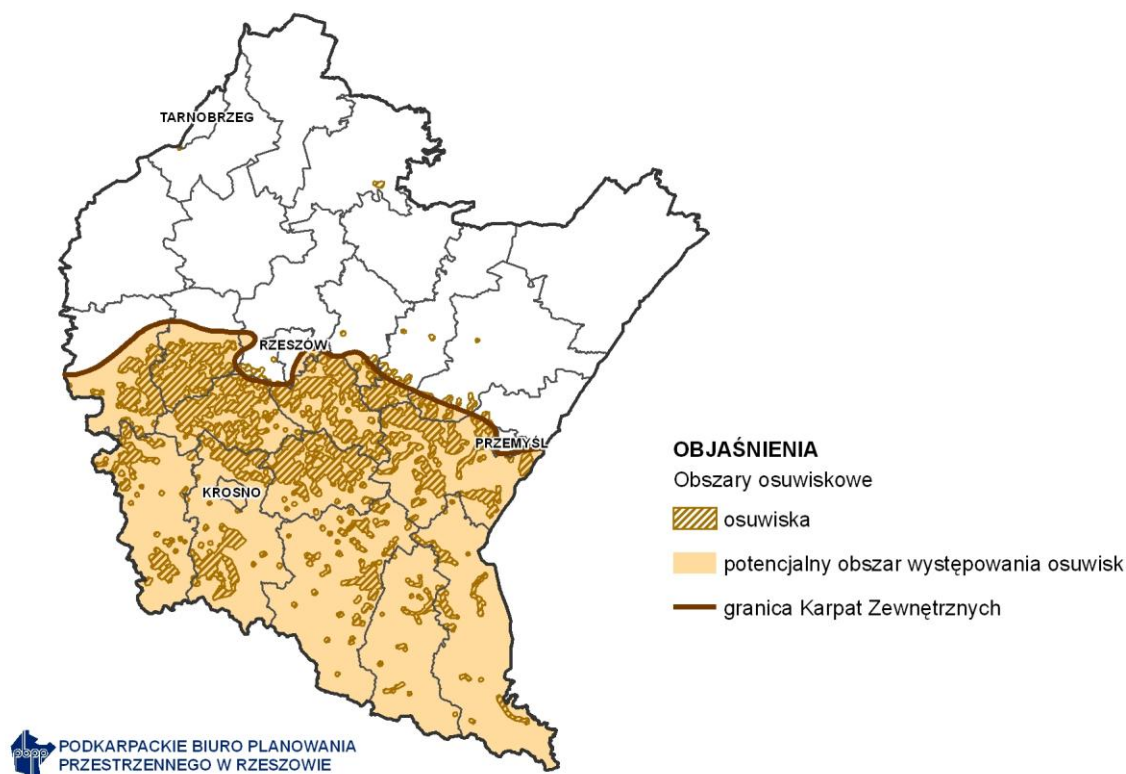 TARNOBRZEG
RZESZÓW
PRZEMYŚL
KROSNO
OBJAŚNIENIA
Obszary osuwiskowe
osuwiska
potencjalny obszar występowania osuwisk
granica Karpat Zewnętrznych
pbpp
PODKARPACKIE BIURO PLANOWANIA
PRZESTRZENNEGO W RZESZOWIE